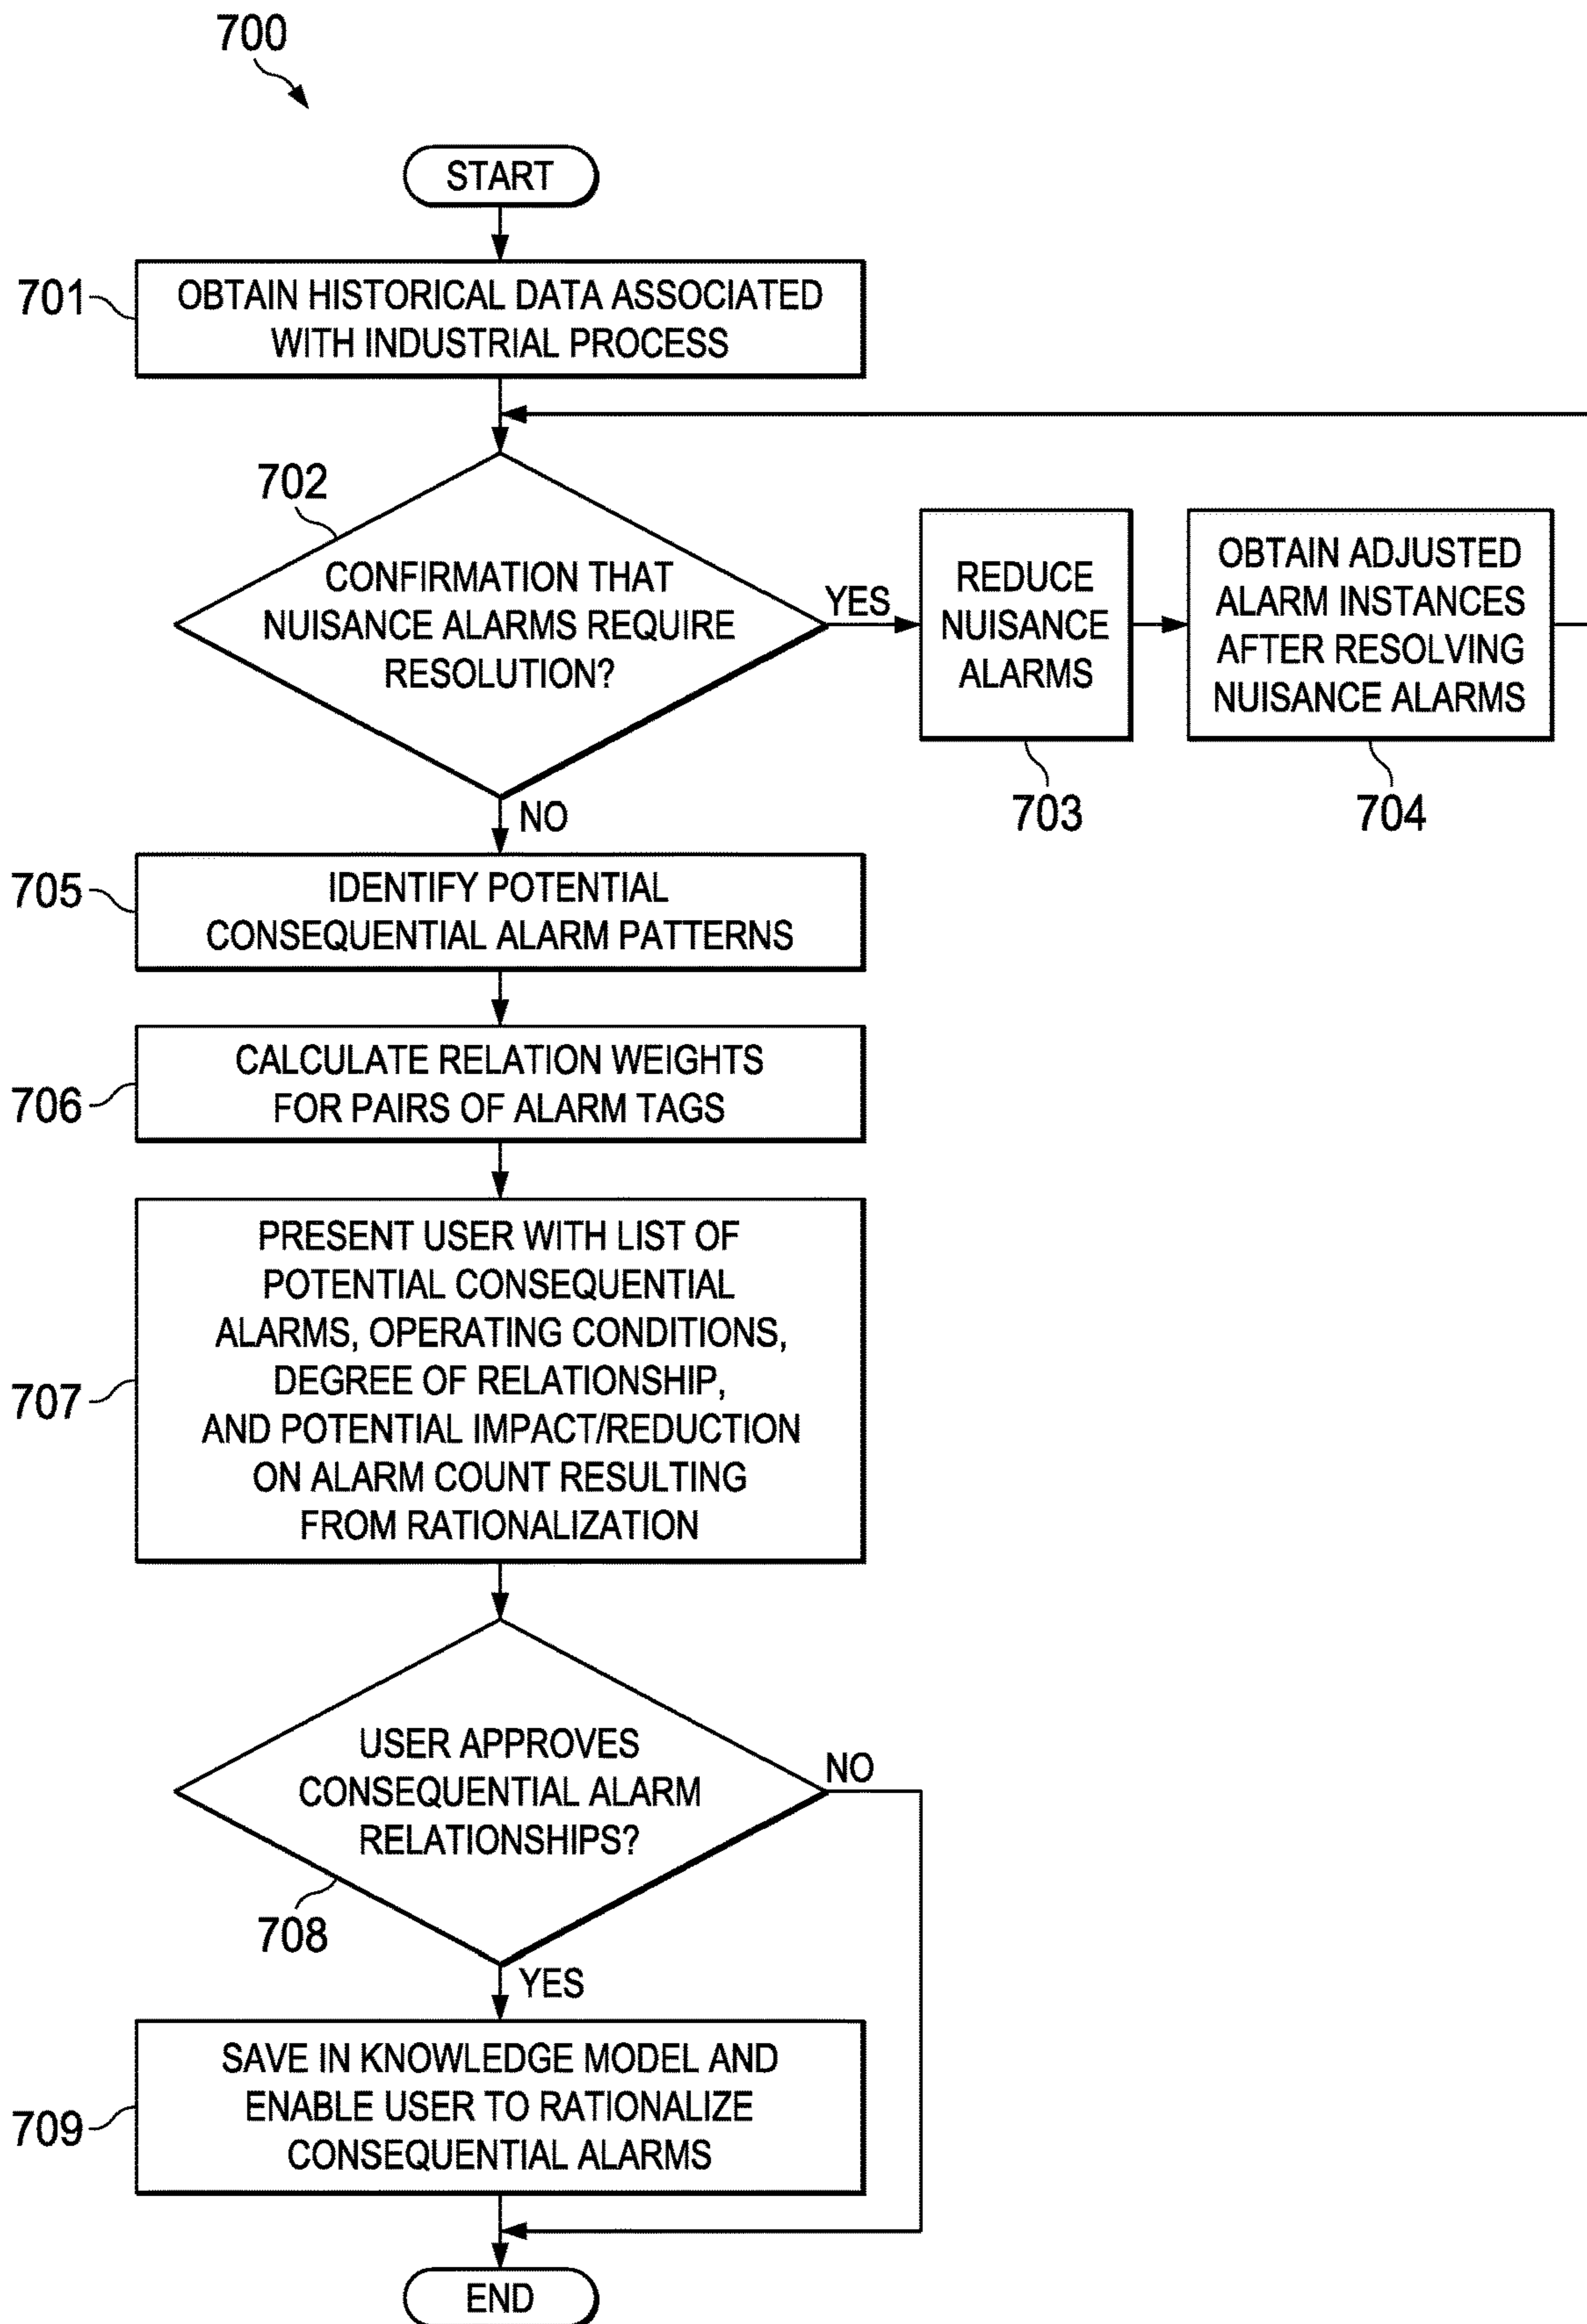 700
START
701
OBTAIN HISTORICAL DATA ASSOCIATED
WITH INDUSTRIAL PROCESS
702
CONFIRMATION THAT
NUISANCE ALARMS REQUIRE
RESOLUTION?
YES
REDUCE
NUISANCE
ALARMS
703
OBTAIN ADJUSTED
ALARM INSTANCES
AFTER RESOLVING
NUISANCE ALARMS
704
NO
705
IDENTIFY POTENTIAL
CONSEQUENTIAL ALARM PATTERNS
706
CALCULATE RELATION WEIGHTS
FOR PAIRS OF ALARM TAGS
707
PRESENT USER WITH LIST OF
POTENTIAL CONSEQUENTIAL
ALARMS, OPERATING CONDITIONS,
DEGREE OF RELATIONSHIP,
AND POTENTIAL IMPACT/REDUCTION
ON ALARM COUNT RESULTING
FROM RATIONALIZATION
USER APPROVES
CONSEQUENTIAL ALARM
RELATIONSHIPS?
NO
708
YES
709
SAVE IN KNOWLEDGE MODEL AND
ENABLE USER TO RATIONALIZE
CONSEQUENTIAL ALARMS
END